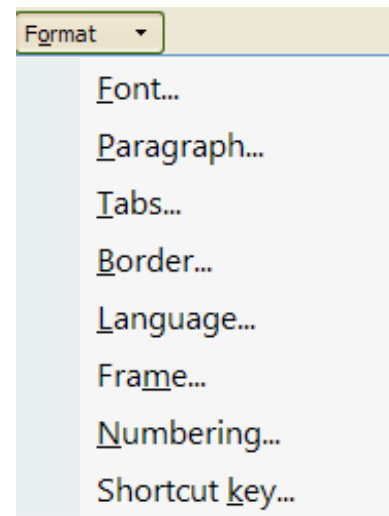 Format
Font...
Paragraph...
Tabs...
Border...
Language...
Frame...
Numbering...
Shortcut key...